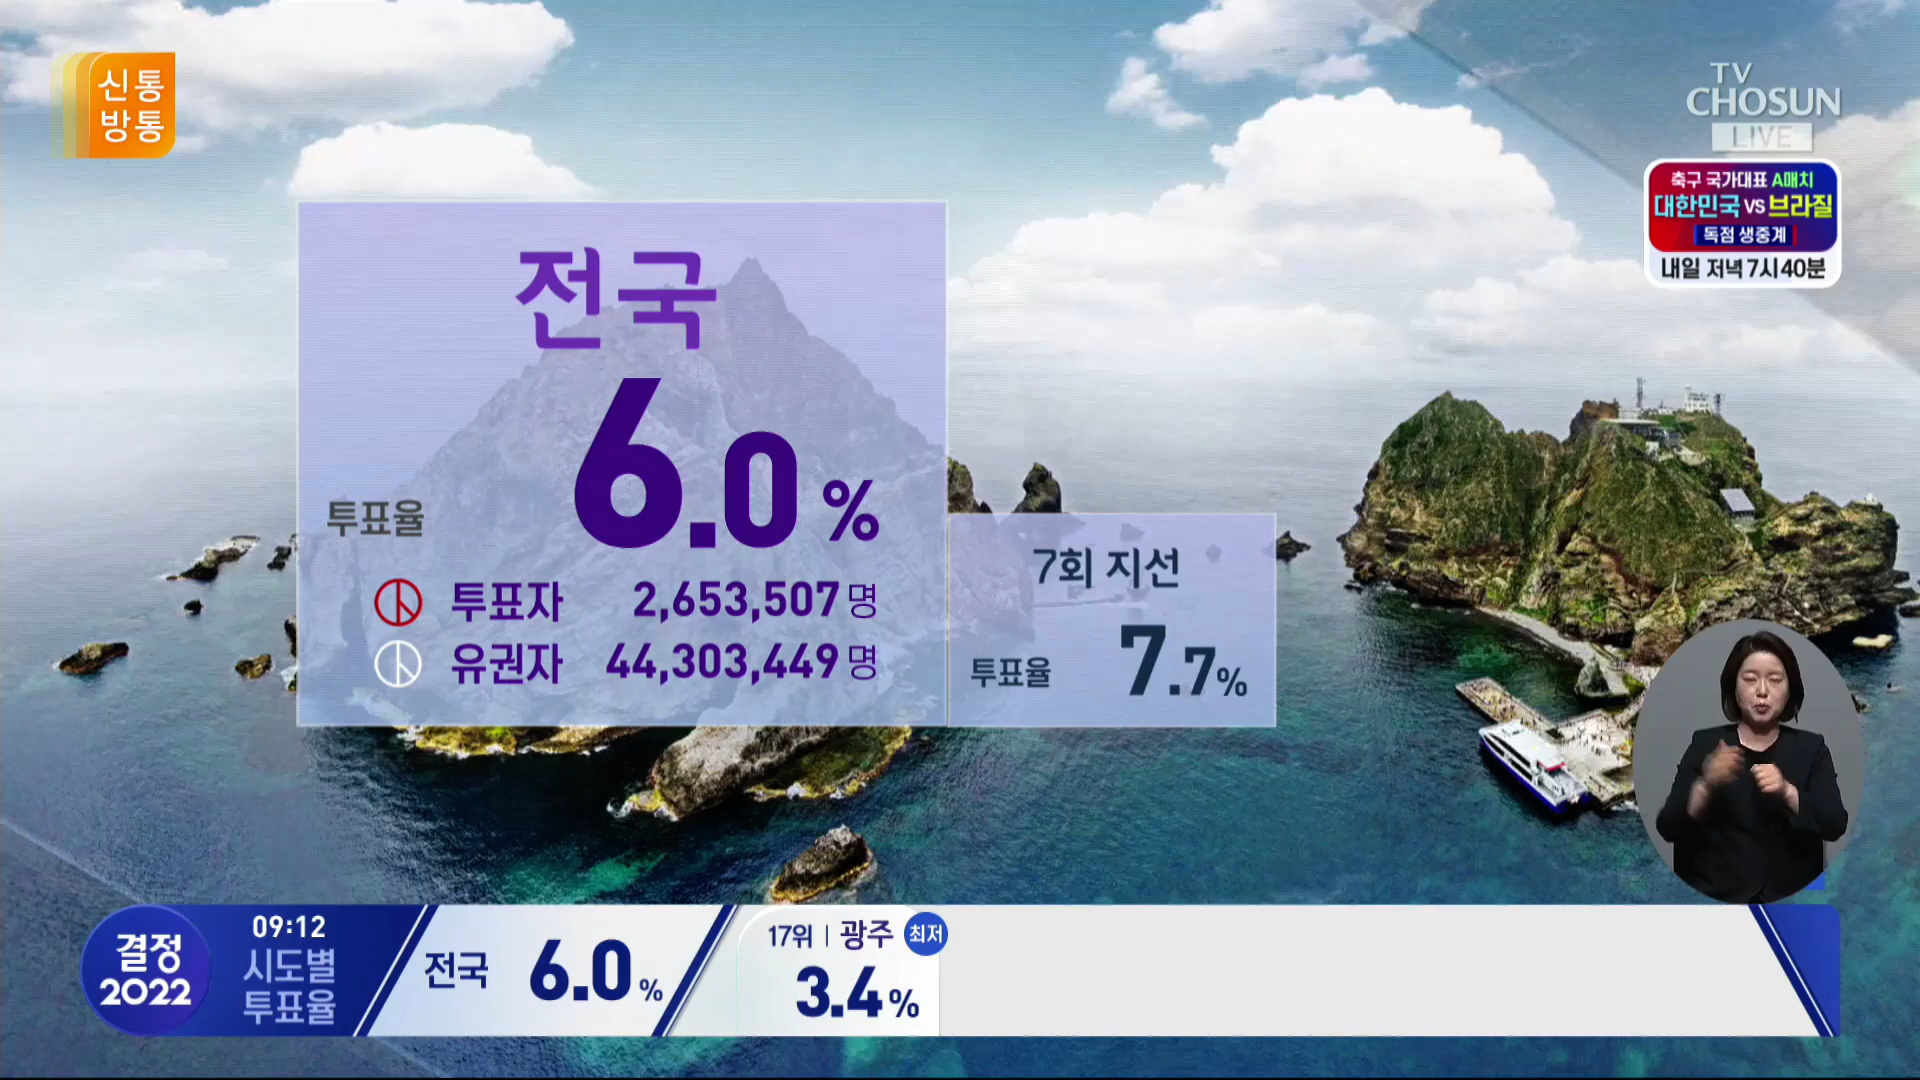 신통
방통
TV
CHOSUN
LIVE
축구 국가대표 A매치
대한민국 vs 브라질
독점 생중계
내일 저녁 7시 40분
전국
투표율 6.0%
투표자 2,653,507명
유권자 44,303,449명
7회 지선
투표율 7.7%
결정
2022
09:12
시도별
투표율
전국 6.0%
17위 | 광주 최저
3.4%